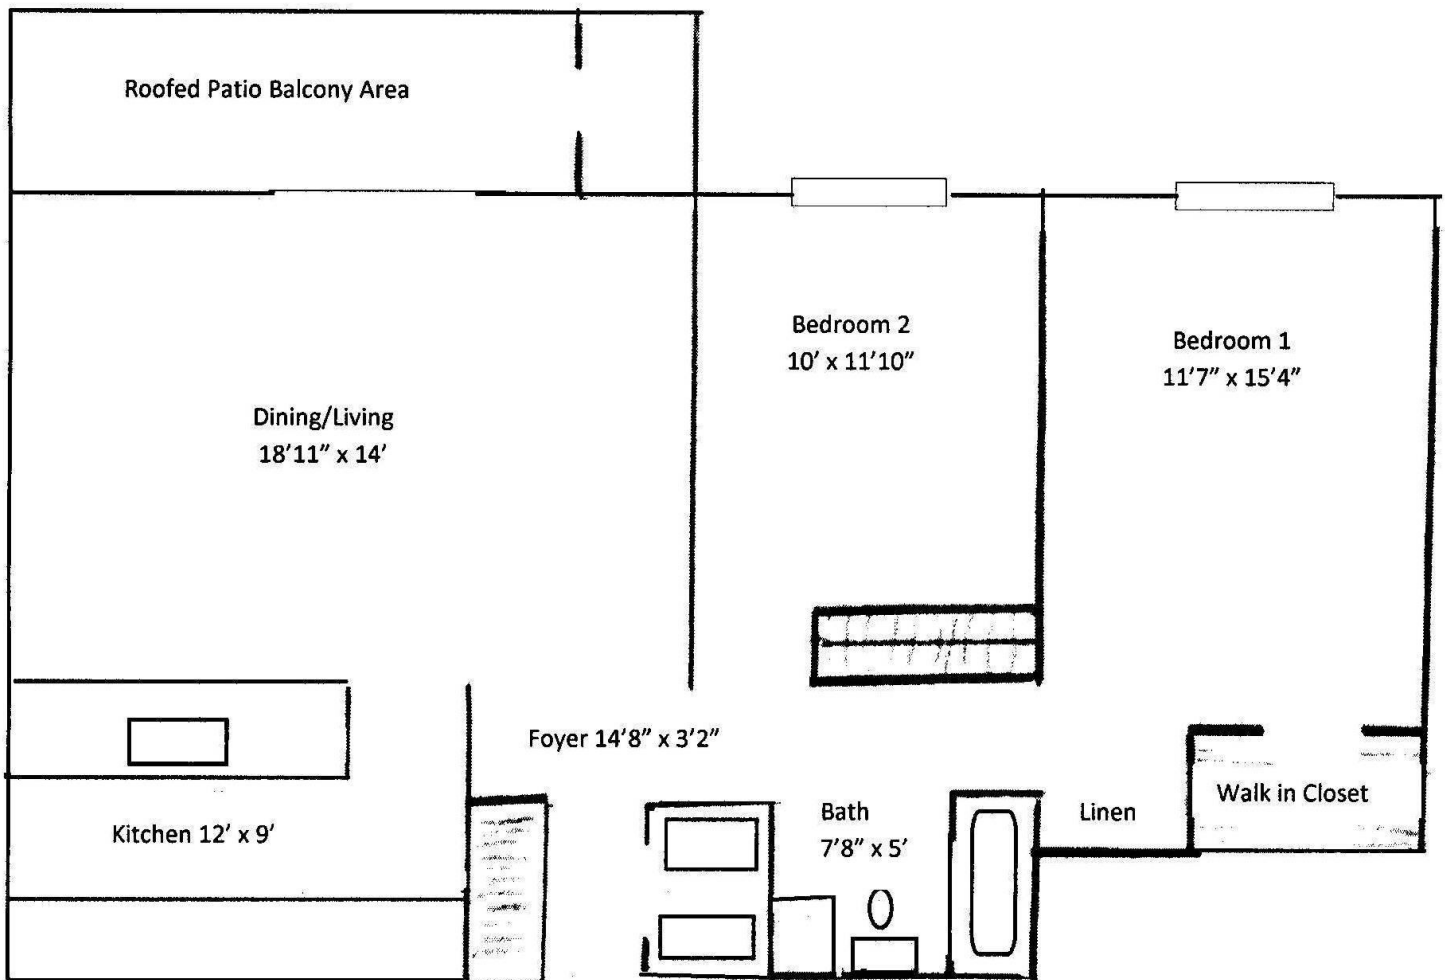 Roofed Patio Balcony Area
Bedroom 2
10’ x 11’10”
Bedroom 1
11’7” x 15’4”
Dining/Living
18’11” x 14’
Foyer 14’8” x 3’2”
Kitchen 12’ x 9’
Bath
7’8” x 5’
Linen
Walk in Closet